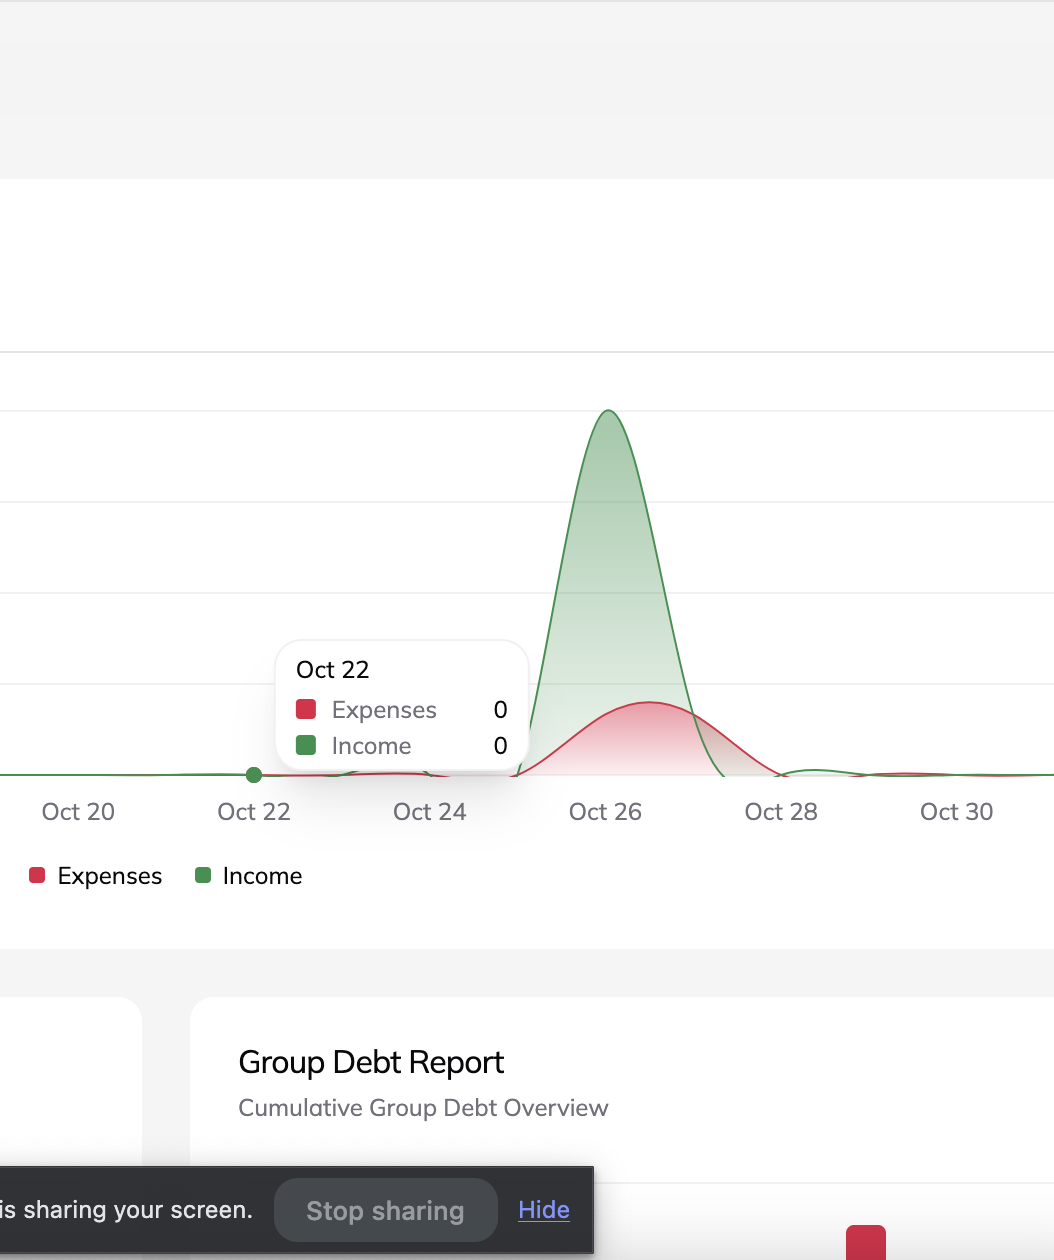 Oct 22
Expenses 0
Income 0
Oct 20 Oct 22 Oct 24 Oct 26 Oct 28 Oct 30
Expenses Income
Group Debt Report
Cumulative Group Debt Overview
is sharing your screen. Stop sharing Hide